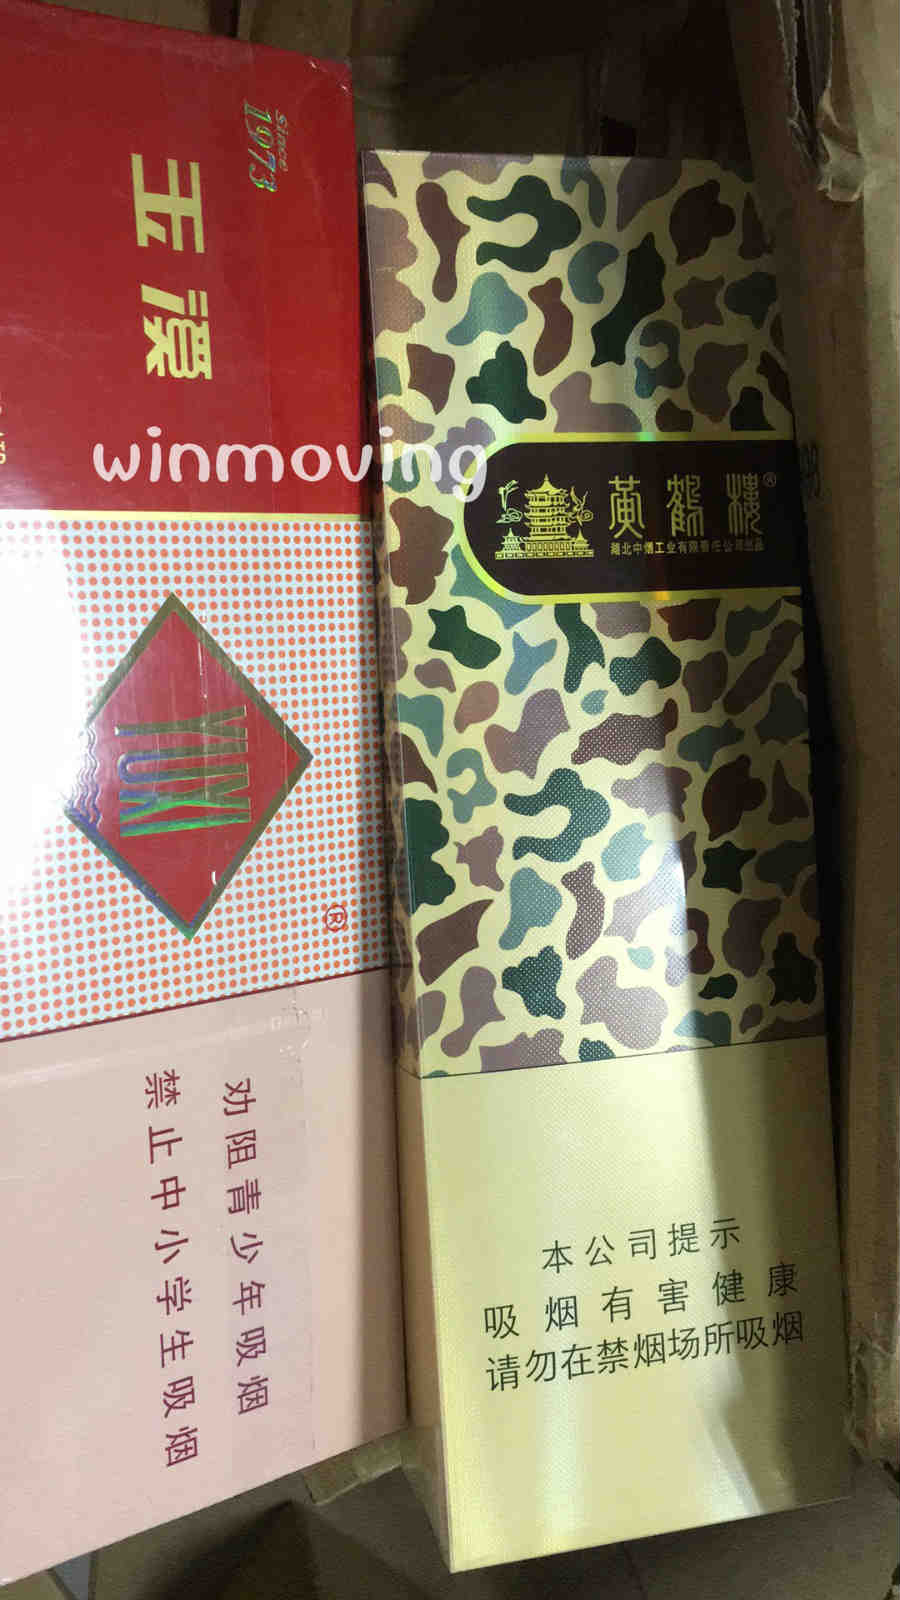 Since
1973
玉溪
YUXI
®
劝阻青少年吸烟
禁止中小学生吸烟
winmoving
黄鹤楼®
湖北中烟工业有限责任公司出品
本公司提示
吸烟有害健康
请勿在禁烟场所吸烟